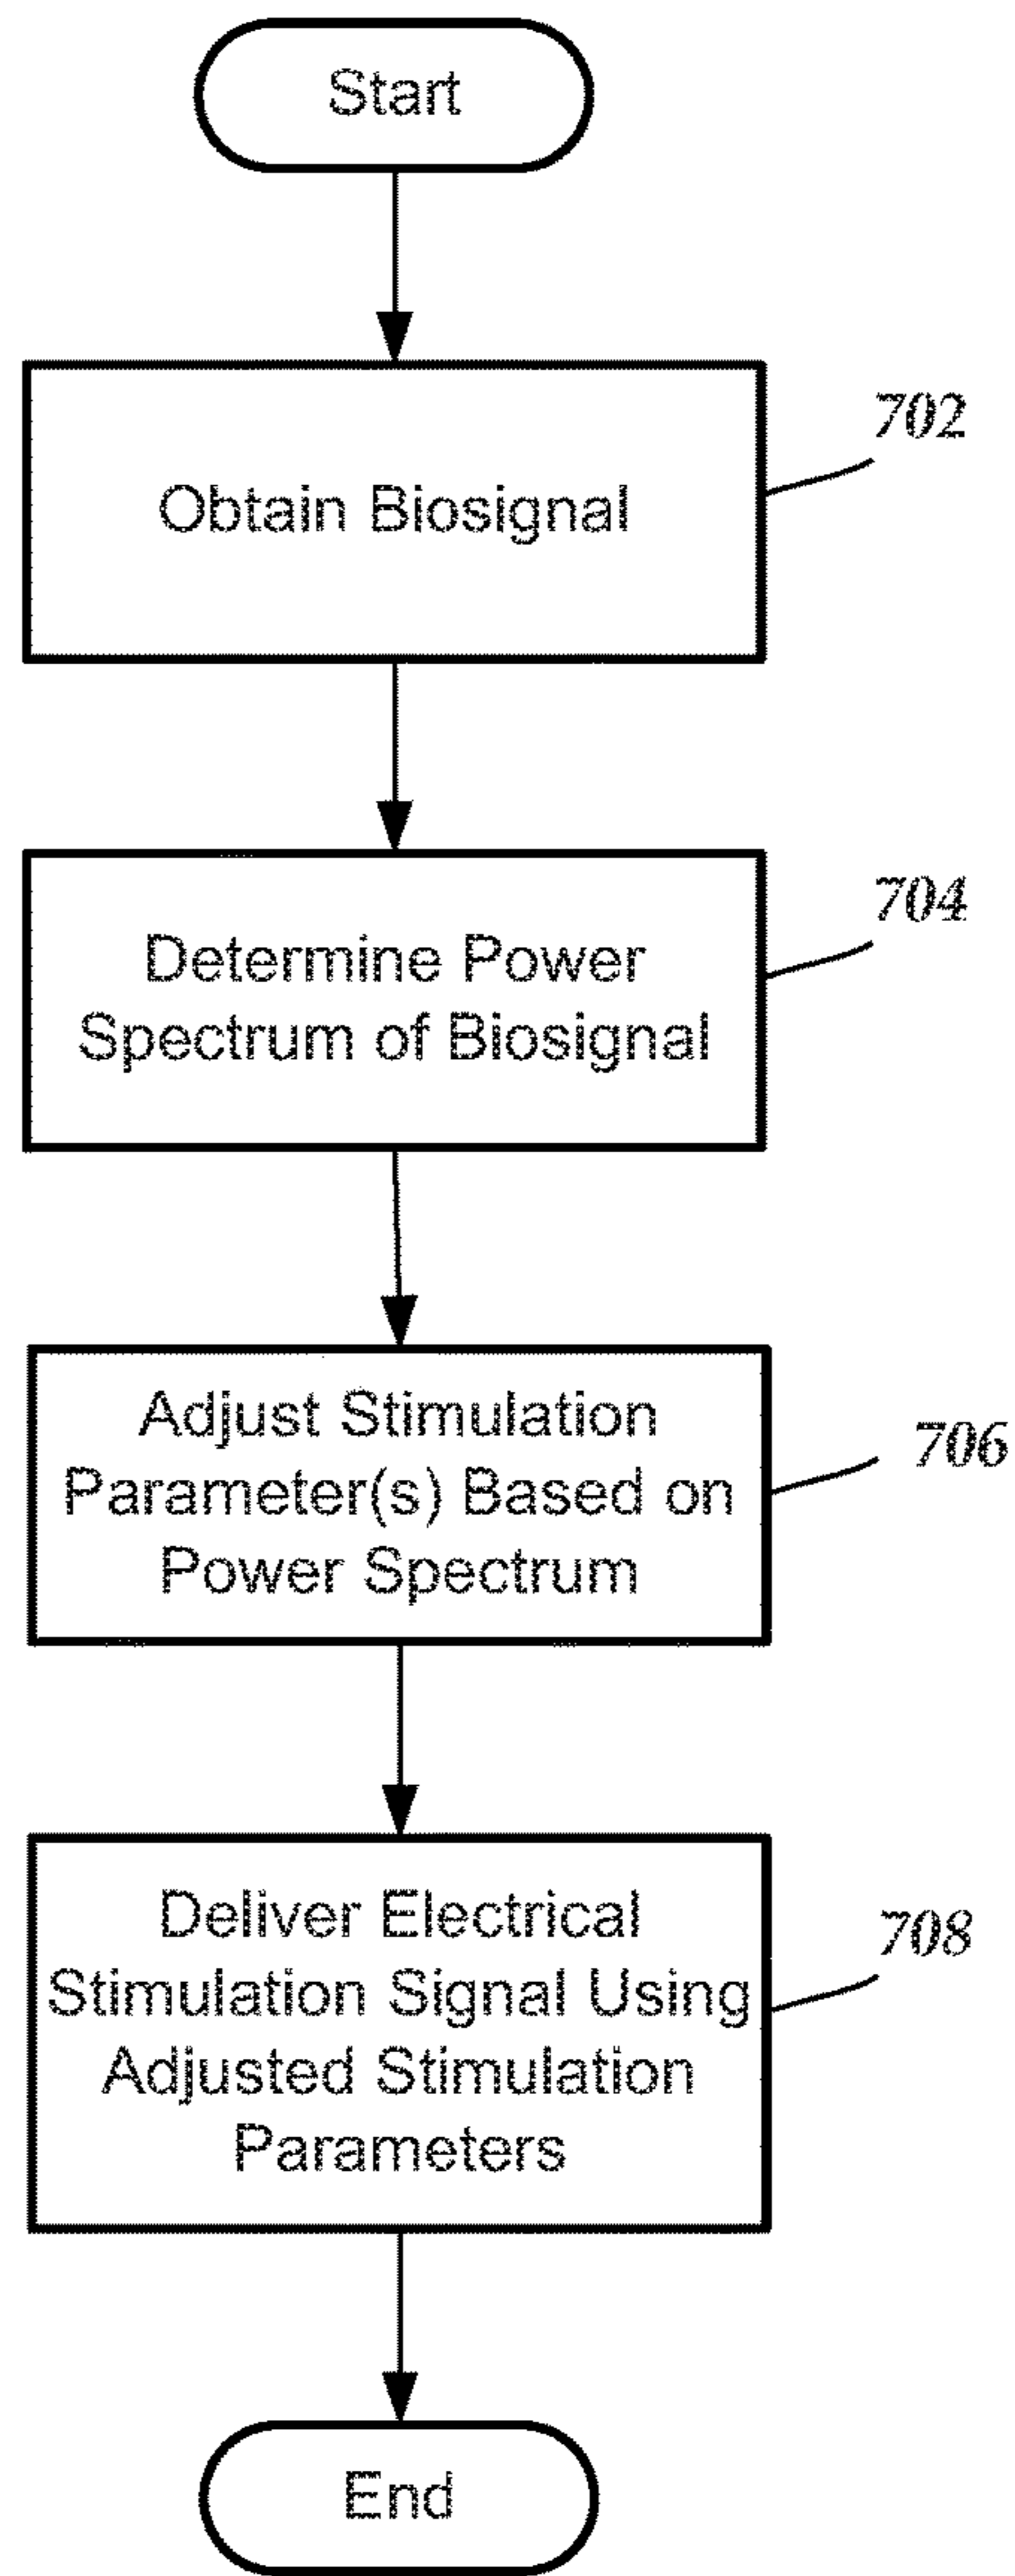 Start
702
Obtain Biosignal
704
Determine Power
Spectrum of Biosignal
Adjust Stimulation
706
Parameter(s) Based on
Power Spectrum
Deliver Electrical
708
Stimulation Signal Using
Adjusted Stimulation
Parameters
End